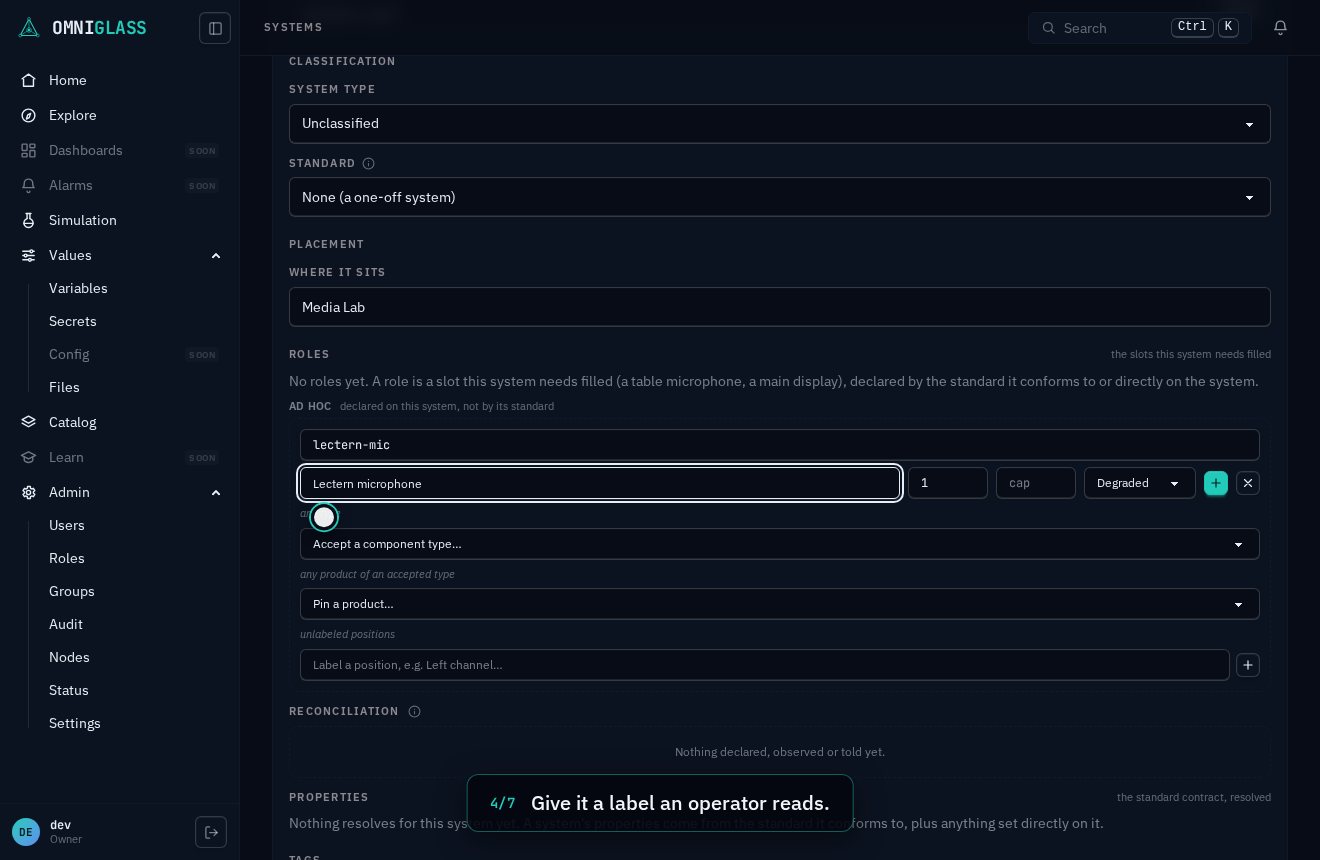 OMNIGLASS
SYSTEMS
Search
Ctrl K
Home
Explore
Dashboards SOON
Alarms SOON
Simulation
Values
Variables
Secrets
Config SOON
Files
Catalog
Learn SOON
Admin
Users
Roles
Groups
Audit
Nodes
Status
Settings
DE
dev
Owner
CLASSIFICATION
SYSTEM TYPE
Unclassified
STANDARD
None (a one-off system)
PLACEMENT
WHERE IT SITS
Media Lab
ROLES the slots this system needs filled
No roles yet. A role is a slot this system needs filled (a table microphone, a main display), declared by the standard it conforms to or directly on the system.
AD HOC declared on this system, not by its standard
lectern-mic
Lectern microphone 1 cap Degraded
Accept a component type…
any product of an accepted type
Pin a product…
unlabeled positions
Label a position, e.g. Left channel…
RECONCILIATION
Nothing declared, observed or told yet.
4/7 Give it a label an operator reads.
PROPERTIES the standard contract, resolved
Nothing resolves for this system yet. A system's properties come from the standard it conforms to, plus anything set directly on it.
TAGS